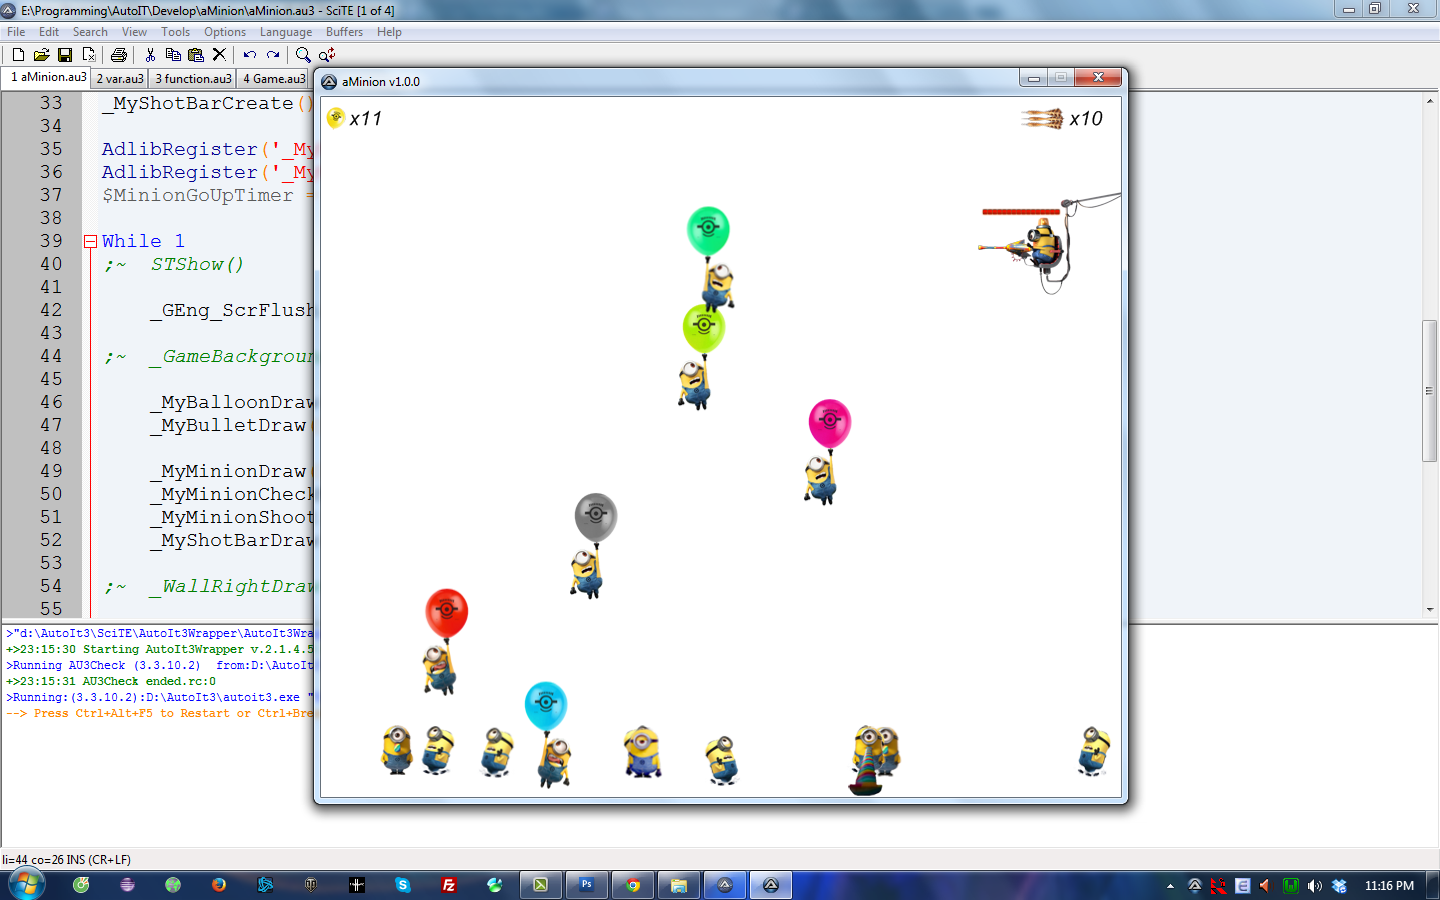 E:\Programming\AutoIT\Develop\aMinion\aMinion.au3 - SciTE [1 of 4]
File Edit Search View Tools Options Language Buffers Help
1 aMinion.au3 2 var.au3 3 function.au3 4 Game.au3
aMinion v1.0.0
x11
x10
33 _MyShotBarCreate()
34
35 AdlibRegister('_My
36 AdlibRegister('_My
37 $MinionGoUpTimer =
38
39 While 1
40 ;~ STShow()
41
42 _GEng_ScrFlush
43
44 ;~ _GameBackgroun
45
46 _MyBalloonDraw
47 _MyBulletDraw(
48
49 _MyMinionDraw(
50 _MyMinionCheck
51 _MyMinionShoot
52 _MyShotBarDraw
53
54 ;~ _WallRightDraw
55
>"d:\AutoIt3\SciTE\AutoIt3Wrapper\AutoIt3Wra
+>23:15:30 Starting AutoIt3Wrapper v.2.1.4.5
>Running AU3Check (3.3.10.2) from:D:\AutoIt
+>23:15:31 AU3Check ended.rc:0
>Running:(3.3.10.2):D:\AutoIt3\autoit3.exe "
--> Press Ctrl+Alt+F5 to Restart or Ctrl+Bre
li=44 co=26 INS (CR+LF)
11:16 PM